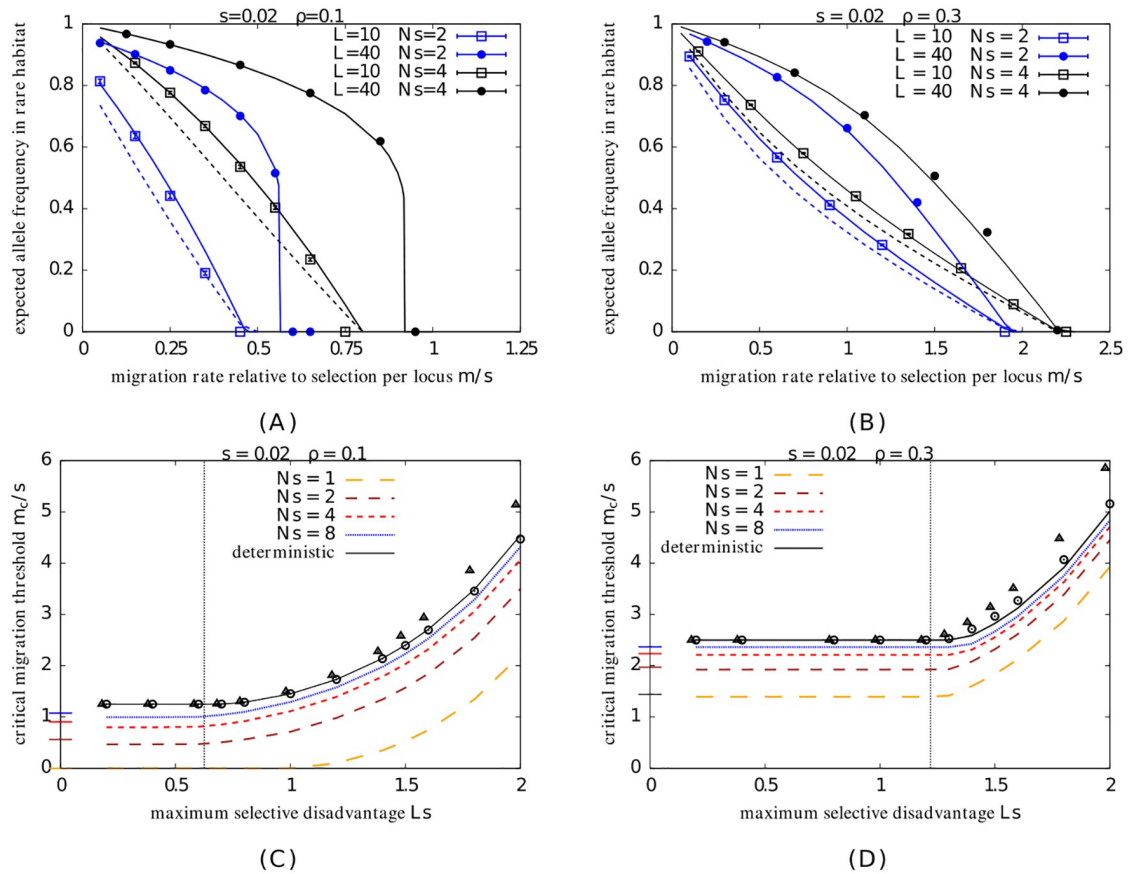 s=0.02 ρ=0.1
L=10 Ns=2
L=40 Ns=2
L=10 Ns=4
L=40 Ns=4
expected allele frequency in rare habitat
1
0.8
0.6
0.4
0.2
0
0 0.25 0.5 0.75 1 1.25
migration rate relative to selection per locus m/s
(A)
s=0.02 ρ=0.3
L=10 Ns=2
L=40 Ns=2
L=10 Ns=4
L=40 Ns=4
expected allele frequency in rare habitat
1
0.8
0.6
0.4
0.2
0
0 0.5 1 1.5 2 2.5
migration rate relative to selection per locus m/s
(B)
s=0.02 ρ=0.1
Ns=1
Ns=2
Ns=4
Ns=8
deterministic
critical migration threshold mc/s
6
5
4
3
2
1
0
0 0.5 1 1.5 2
maximum selective disadvantage Ls
(C)
s=0.02 ρ=0.3
Ns=1
Ns=2
Ns=4
Ns=8
deterministic
critical migration threshold mc/s
6
5
4
3
2
1
0
0 0.5 1 1.5 2
maximum selective disadvantage Ls
(D)